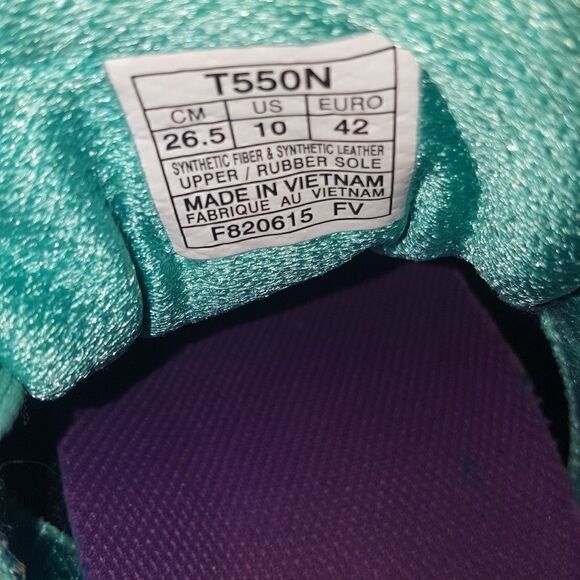 T550N
CM US EURO
26.5 10 42
SYNTHETIC FIBER & SYNTHETIC LEATHER
UPPER / RUBBER SOLE
MADE IN VIETNAM
FABRIQUE AU VIETNAM
F820615 FV